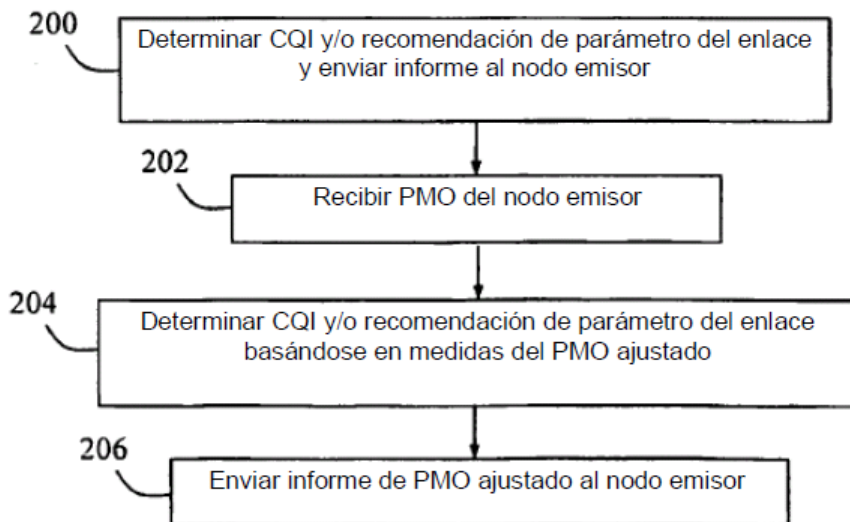 200
Determinar CQI y/o recomendación de parámetro del enlace
y enviar informe al nodo emisor
202
Recibir PMO del nodo emisor
204
Determinar CQI y/o recomendación de parámetro del enlace
basándose en medidas del PMO ajustado
206
Enviar informe de PMO ajustado al nodo emisor